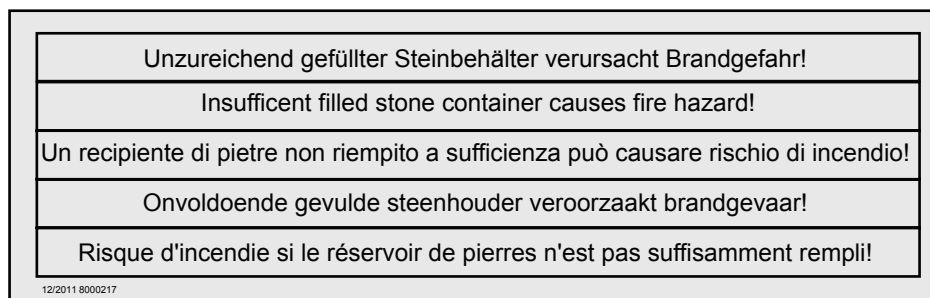 Unzureichend gefüllter Steinbehälter verursacht Brandgefahr!
Insufficent filled stone container causes fire hazard!
Un recipiente di pietre non riempito a sufficienza può causare rischio di incendio!
Onvoldoende gevulde steenhouder veroorzaakt brandgevaar!
Risque d'incendie si le réservoir de pierres n'est pas suffisamment rempli!
12/2011 8000217